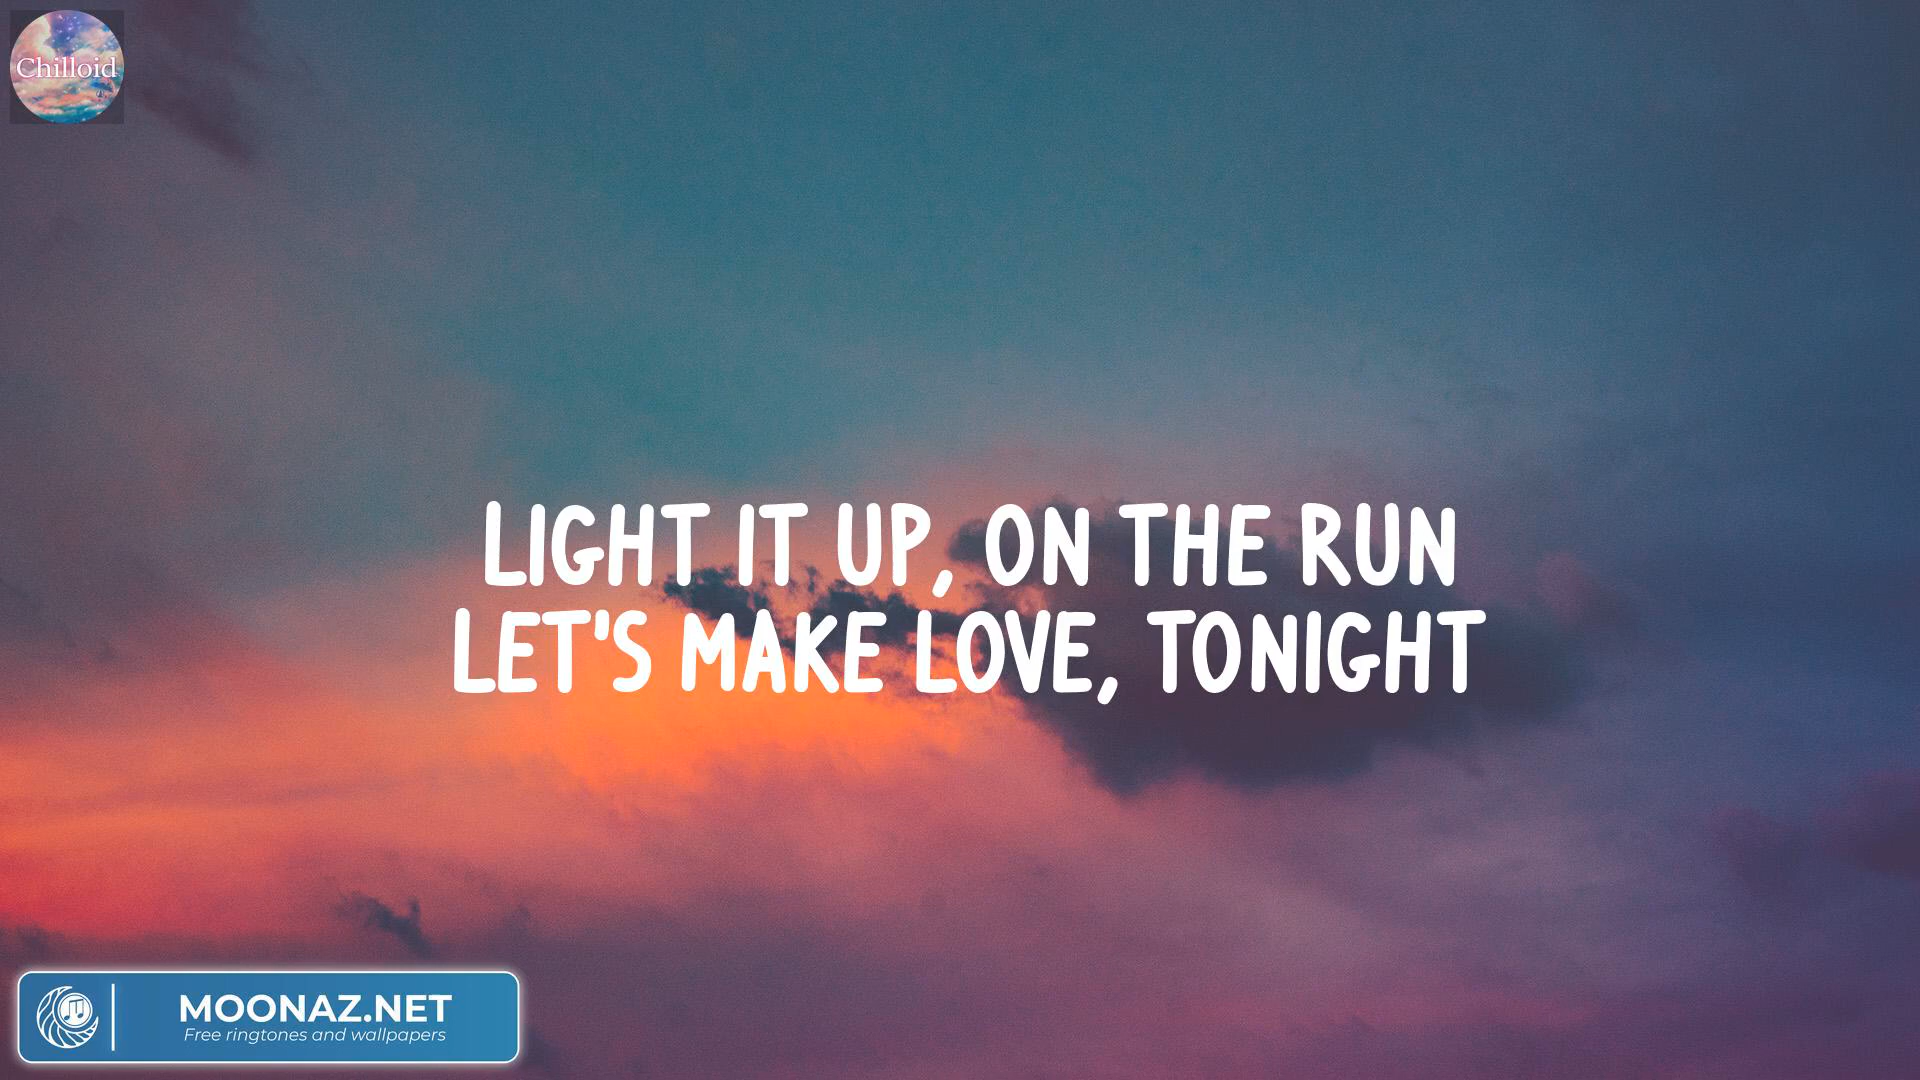 Chilloid
LIGHT IT UP, ON THE RUN
LET'S MAKE LOVE, TONIGHT
MOONAZ.NET
Free ringtones and wallpapers